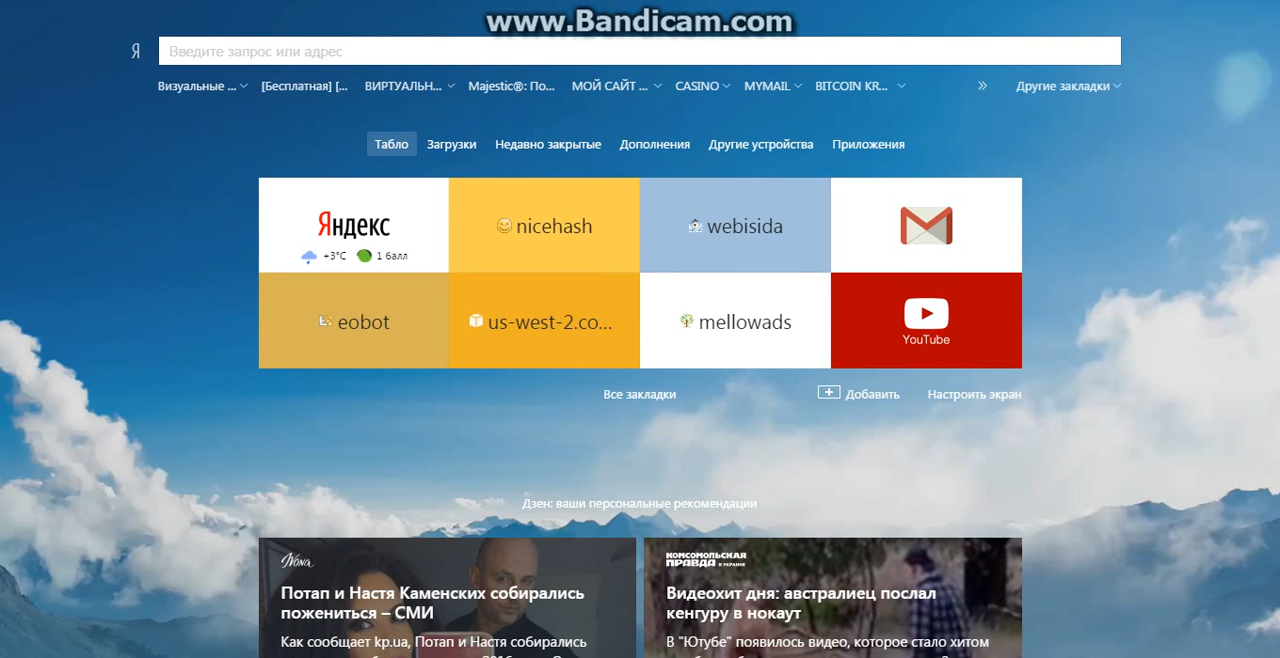 www.Bandicam.com
Я
Введите запрос или адрес
Визуальные ... [Бесплатная] [... ВИРТУАЛЬН... Majestic®: По... МОЙ САЙТ ... CASINO MYMAIL BITCOIN KR... » Другие закладки
Табло Загрузки Недавно закрытые Дополнения Другие устройства Приложения
Яндекс
+3°C 1 балл
nicehash
webisida
eobot
us-west-2.co...
mellowads
YouTube
Все закладки
Добавить
Настроить экран
Дзен: ваши персональные рекомендации
Nona
Потап и Настя Каменских собирались
пожениться – СМИ
Как сообщает kp.ua, Потап и Настя собирались
КОМСОМОЛЬСКАЯ
ПРАВДА В УКРАИНЕ
Видеохит дня: австралиец послал
кенгуру в нокаут
В "Ютубе" появилось видео, которое стало хитом